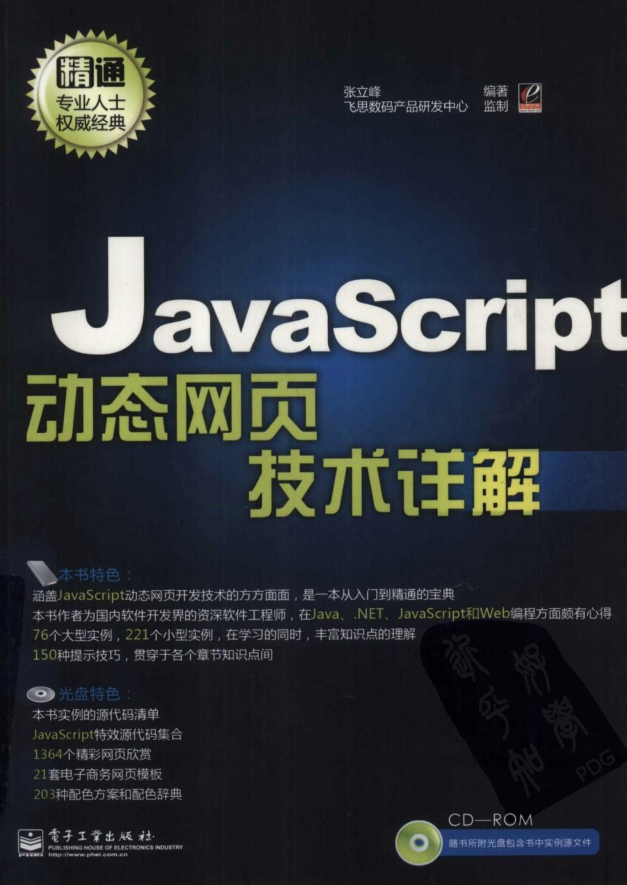 精通
专业人士
权威经典
张立峰 编著
飞思数码产品研发中心 监制
JavaScript
动态网页
技术详解
本书特色：
涵盖JavaScript动态网页开发技术的方方面面，是一本从入门到精通的宝典
本书作者为国内软件开发界的资深软件工程师，在Java、.NET、JavaScript和Web编程方面颇有心得
76个大型实例，221个小型实例，在学习的同时，丰富知识点的理解
150种提示技巧，贯穿于各个章节知识点间
光盘特色：
本书实例的源代码清单
JavaScript特效源代码集合
1364个精彩网页欣赏
21套电子商务网页模板
203种配色方案和配色辞典
PDG
CD—ROM
随书所附光盘包含书中实例源文件
電子工業出版社·
PUBLISHING HOUSE OF ELECTRONICS INDUSTRY
http://www.phei.com.cn